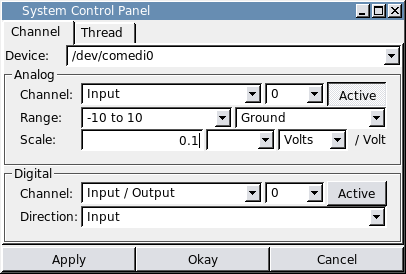 System Control Panel
Channel Thread
Device: /dev/comedi0
Analog
Channel: Input 0 Active
Range: -10 to 10 Ground
Scale: 0.1 Volts / Volt
Digital
Channel: Input / Output 0 Active
Direction: Input
Apply Okay Cancel